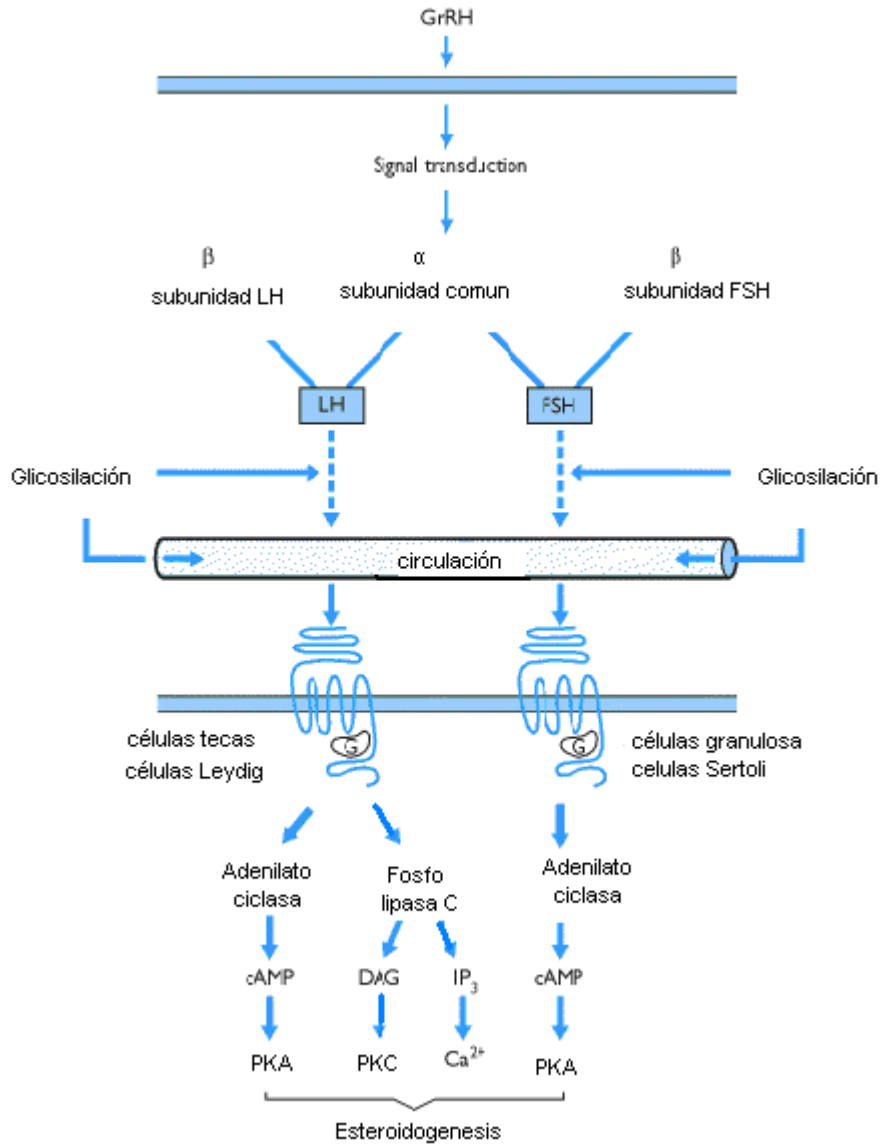 GrRH
Signal transduction
β
α
β
subunidad LH
subunidad comun
subunidad FSH
LH
FSH
Glicosilación
Glicosilación
circulación
células tecas
células Leydig
G
G
células granulosa
celulas Sertoli
Adenilato
ciclasa
Fosfo
lipasa C
Adenilato
ciclasa
cAMP
DAG
IP3
cAMP
PKA
PKC
Ca2+
PKA
Esteroidogenesis